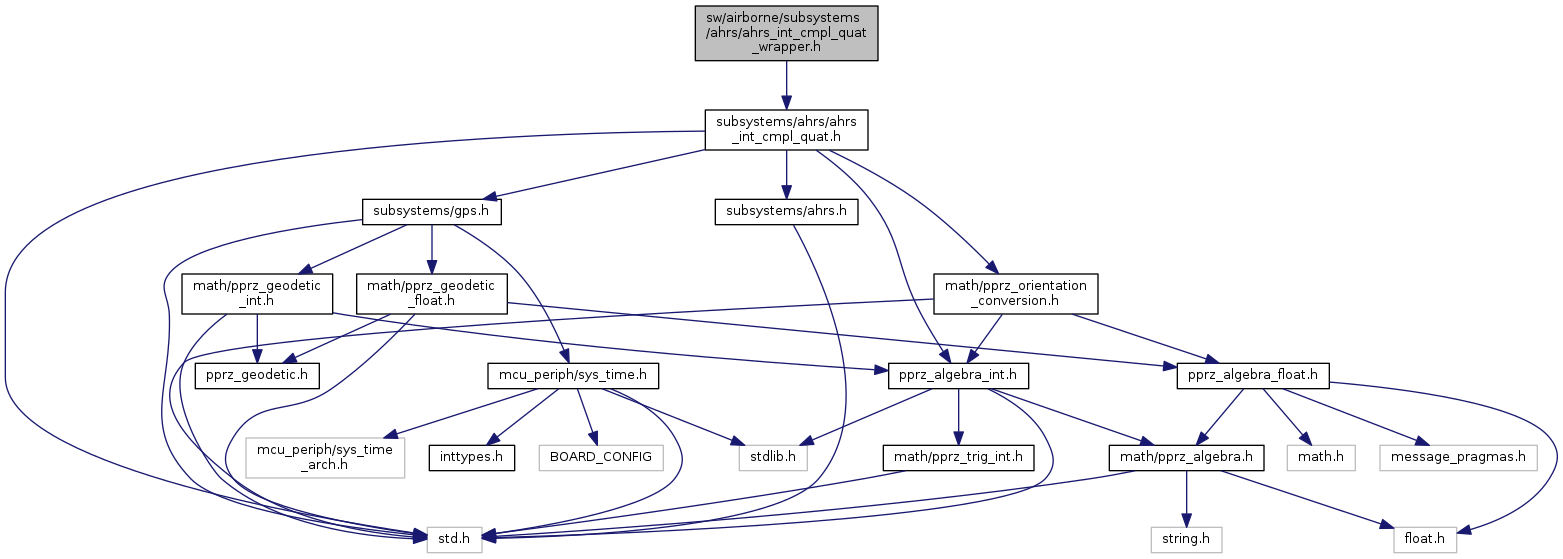 sw/airborne/subsystems
/ahrs/ahrs_int_cmpl_quat
_wrapper.h
subsystems/ahrs/ahrs
_int_cmpl_quat.h
subsystems/gps.h
subsystems/ahrs.h
math/pprz_geodetic
_int.h
math/pprz_geodetic
_float.h
math/pprz_orientation
_conversion.h
pprz_geodetic.h
mcu_periph/sys_time.h
pprz_algebra_int.h
pprz_algebra_float.h
mcu_periph/sys_time
_arch.h
inttypes.h
BOARD_CONFIG
stdlib.h
math/pprz_trig_int.h
math/pprz_algebra.h
math.h
message_pragmas.h
std.h
string.h
float.h